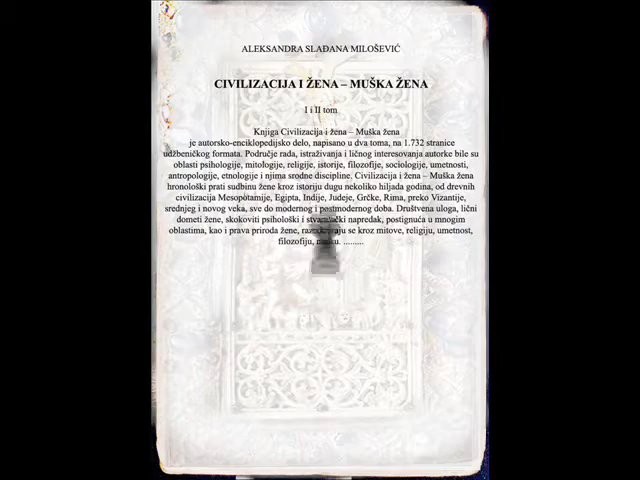 ALEKSANDRA SLAĐANA MILOŠEVIĆ
CIVILIZACIJA I ŽENA – MUŠKA ŽENA
I i II tom
Knjiga Civilizacija i žena – Muška žena
je autorsko-enciklopedijsko delo, napisano u dva toma, na 1.732 stranice
udžbeničkog formata. Područje rada, istraživanja i ličnog interesovanja autorke bile su
oblasti psihologije, mitologije, religije, istorije, filozofije, sociologije, umetnosti,
antropologije, etnologije i njima srodne discipline. Civilizacija i žena – Muška žena
hronološki prati sudbinu žene kroz istoriju dugu nekoliko hiljada godina, od drevnih
civilizacija Mesopotamije, Egipta, Indije, Judeje, Grčke, Rima, preko Vizantije,
srednjeg i novog veka, sve do modernog i postmodernog doba. Društvena uloga, lični
dometi žene, skokoviti psihološki i stvaralački napredak, postignuća u mnogim
oblastima, kao i prava priroda žene, razmatraju se kroz mitove, religiju, umetnost,
filozofiju, nauku. .........